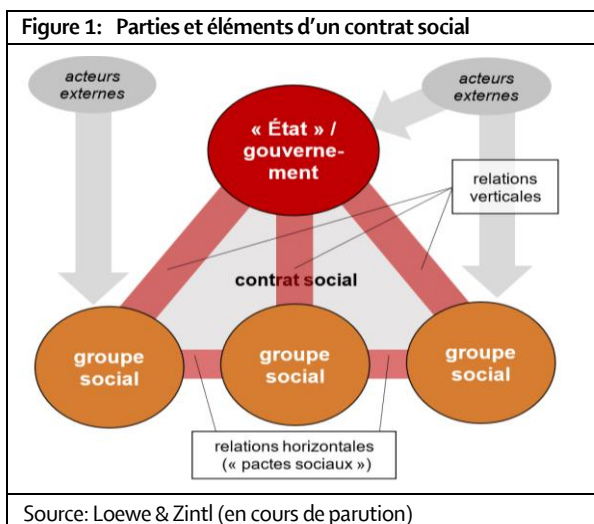 Figure 1: Parties et éléments d'un contrat social
acteurs
externes
acteurs
externes
« État » /
gouverne-
ment
relations
verticales
contrat social
groupe
social
groupe
social
groupe
social
relations horizontales
(« pactes sociaux »)
Source: Loewe & Zintl (en cours de parution)